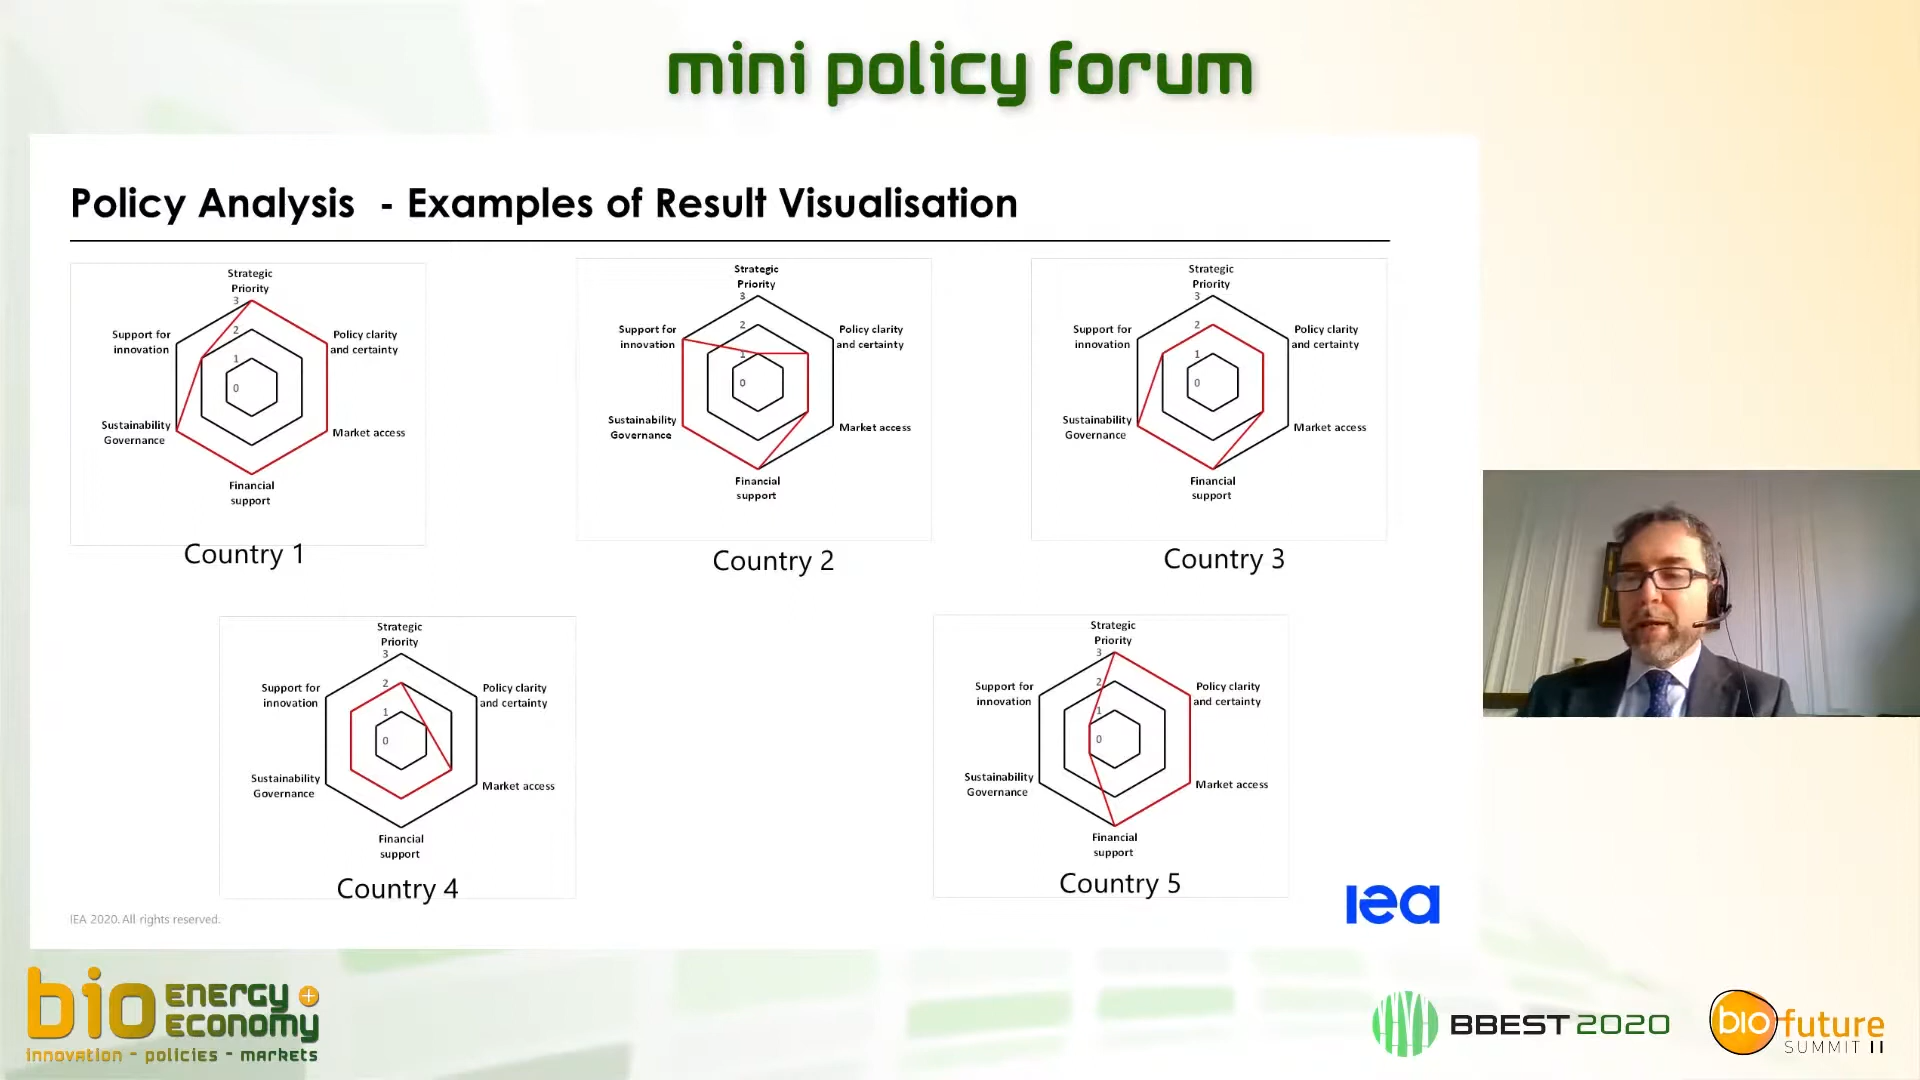 mini policy forum
Policy Analysis - Examples of Result Visualisation
Strategic
Priority
3
2
1
0
Support for
innovation
Policy clarity
and certainty
Sustainability
Governance
Market access
Financial
support
Country 1
Strategic
Priority
3
2
1
0
Support for
innovation
Policy clarity
and certainty
Sustainability
Governance
Market access
Financial
support
Country 2
Strategic
Priority
3
2
1
0
Support for
innovation
Policy clarity
and certainty
Sustainability
Governance
Market access
Financial
support
Country 3
Strategic
Priority
3
2
1
0
Support for
innovation
Policy clarity
and certainty
Sustainability
Governance
Market access
Financial
support
Country 4
Strategic
Priority
3
2
1
0
Support for
innovation
Policy clarity
and certainty
Sustainability
Governance
Market access
Financial
support
Country 5
IEA 2020. All rights reserved.
iea
bio ENERGY +
ECONOMY
innovation - policies - markets
BBEST 2020
biofuture
SUMMIT II